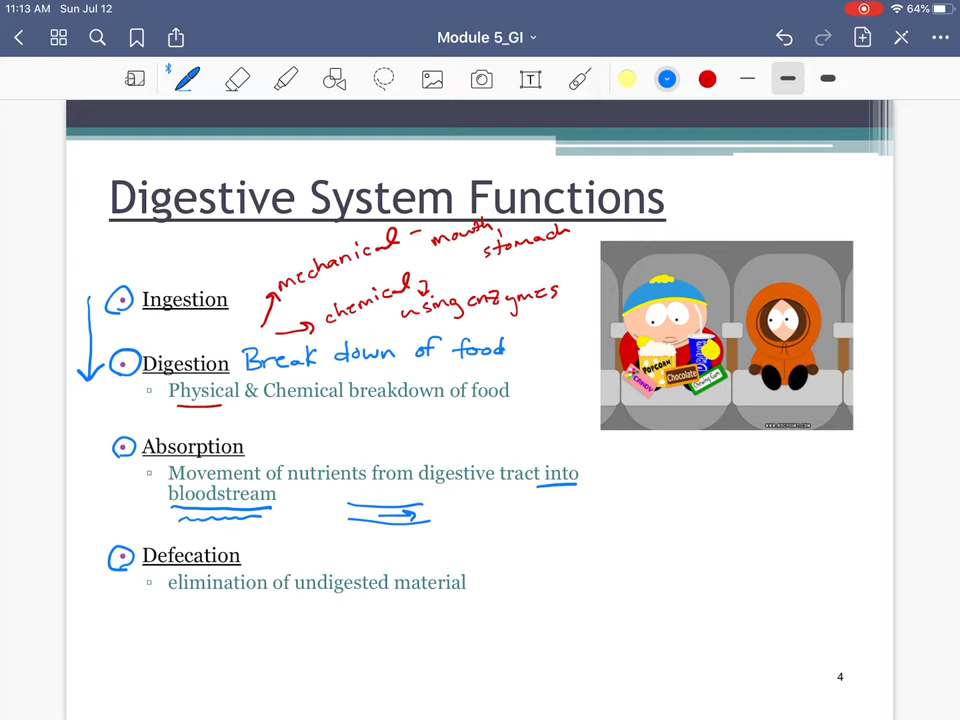 11:13 AM Sun Jul 12
64%
Module 5_GI
T
Digestive System Functions
mechanical - mouth,
stomach
chemical
using enzymes
Ingestion
Digestion Break down of food
Physical & Chemical breakdown of food
Absorption
Movement of nutrients from digestive tract into
bloodstream
Defecation
elimination of undigested material
POPCORN
CANDY
Chocolate
Chewing Gum
4